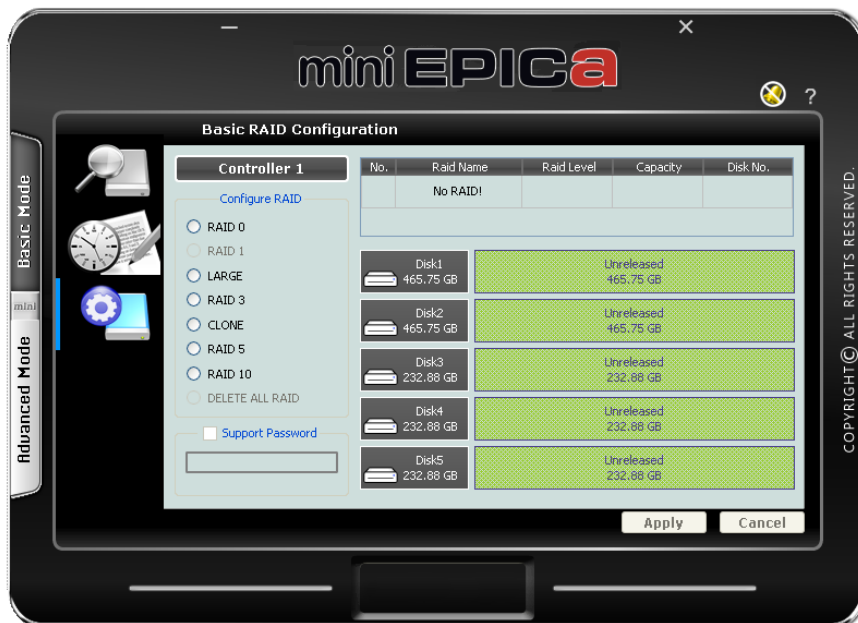 mini EPICa
?
Basic RAID Configuration
Basic Mode
mini
Advanced Mode
Controller 1
Configure RAID
RAID 0
RAID 1
LARGE
RAID 3
CLONE
RAID 5
RAID 10
DELETE ALL RAID
Support Password
No. Raid Name Raid Level Capacity Disk No.
No RAID!
Disk1
465.75 GB
Unreleased
465.75 GB
Disk2
465.75 GB
Unreleased
465.75 GB
Disk3
232.88 GB
Unreleased
232.88 GB
Disk4
232.88 GB
Unreleased
232.88 GB
Disk5
232.88 GB
Unreleased
232.88 GB
Apply Cancel
COPYRIGHT© ALL RIGHTS RESERVED.